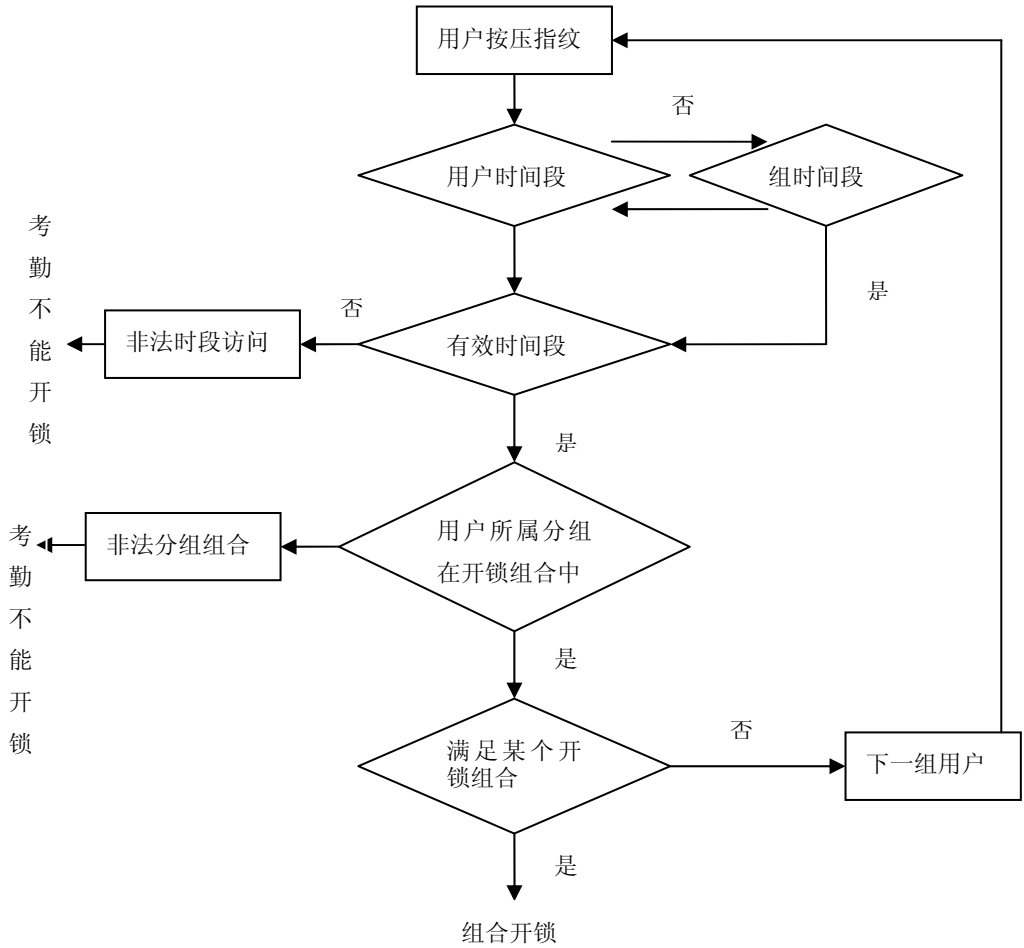 用户按压指纹
否
用户时间段
组时间段
是
考勤不能开锁
非法时段访问
否
有效时间段
是
考勤不能开锁
非法分组组合
用户所属分组
在开锁组合中
是
满足某个开
锁组合
否
下一组用户
是
组合开锁